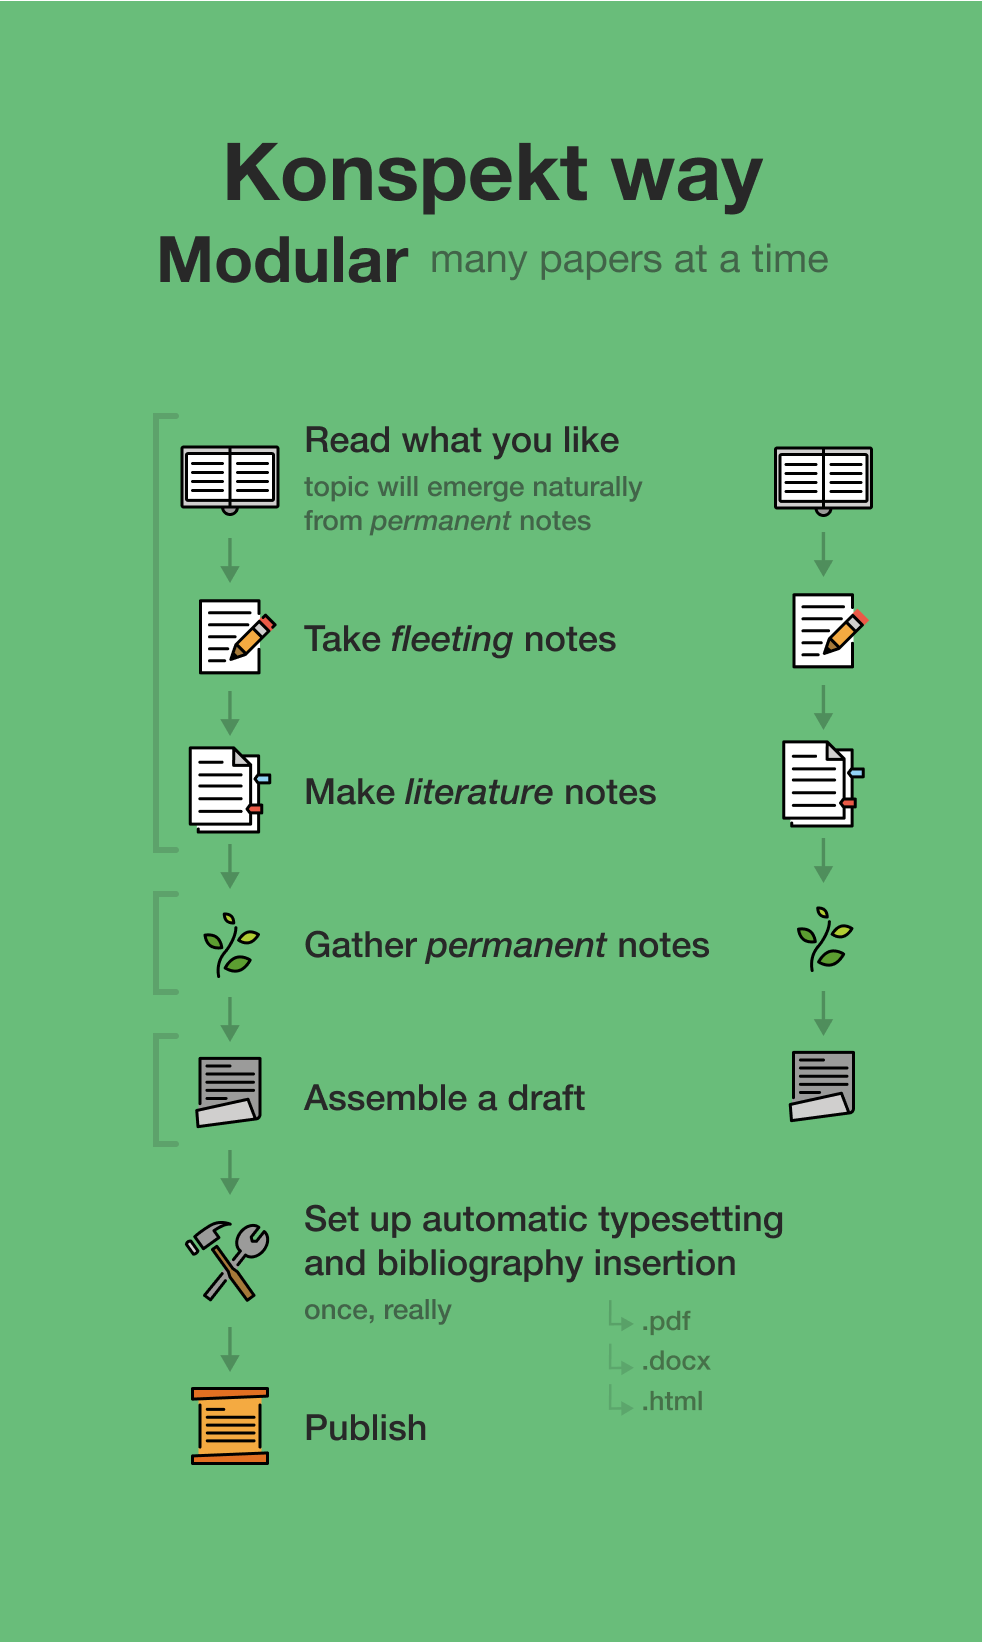 Konspekt way
Modular many papers at a time
Read what you like
topic will emerge naturally
from permanent notes
Take fleeting notes
Make literature notes
Gather permanent notes
Assemble a draft
Set up automatic typesetting
and bibliography insertion
once, really
.pdf
.docx
.html
Publish